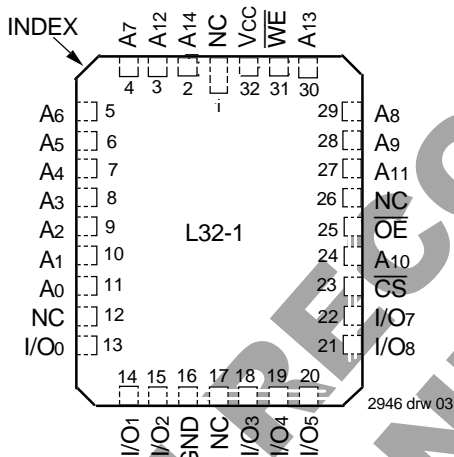 INDEX
A7 A12 A14 NC VCC WE A13
4 3 2 i 32 31 30
A6 5 29 A8
A5 6 28 A9
A4 7 27 A11
A3 8 26 NC
A2 9 L32-1 25 OE
A1 10 24 A10
A0 11 23 CS
NC 12 22 I/O7
I/O0 13 21 I/O8
14 15 16 17 18 19 20
2946 drw 03
I/O1 I/O2 GND NC I/O3 I/O4 I/O5